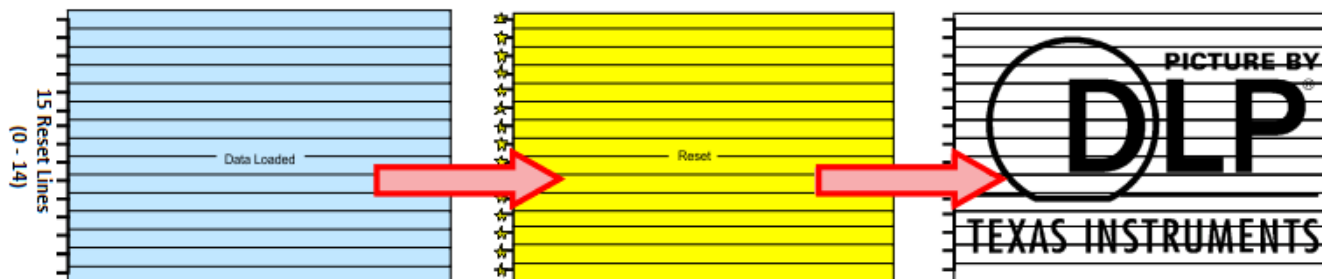 15 Reset Lines
(0 - 14)
Data Loaded
Reset
PICTURE BY
DLP®
TEXAS INSTRUMENTS